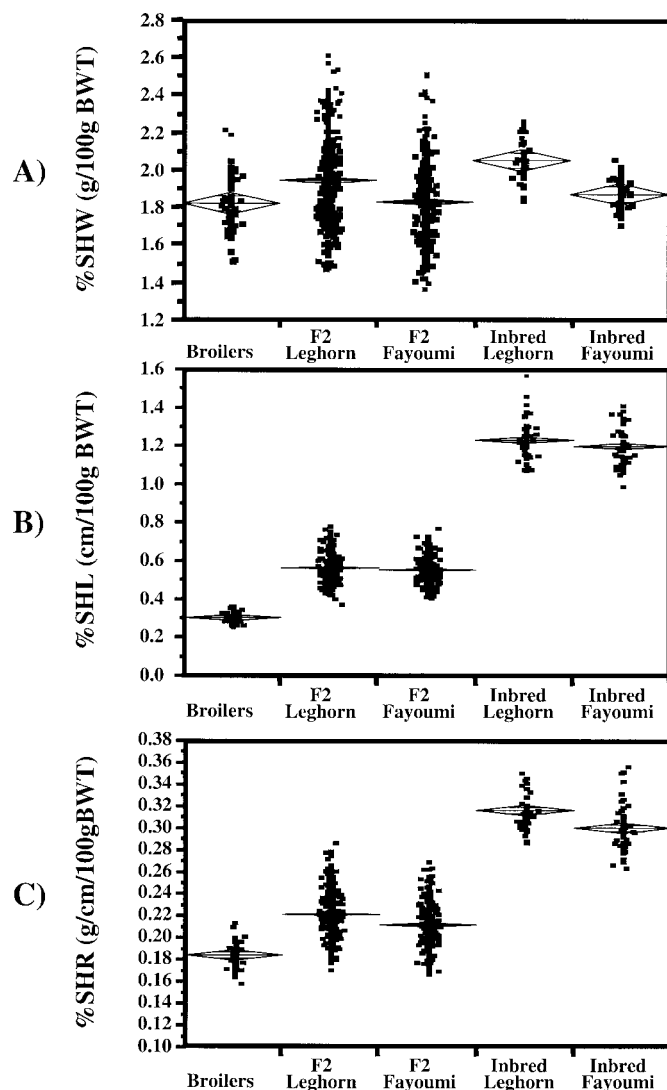 A)
%SHW (g/100g BWT)
2.8
2.6
2.4
2.2
2.0
1.8
1.6
1.4
1.2
Broilers
F2
Leghorn
F2
Fayoumi
Inbred
Leghorn
Inbred
Fayoumi
B)
%SHL (cm/100g BWT)
1.6
1.4
1.2
1.0
0.8
0.6
0.4
0.2
0.0
Broilers
F2
Leghorn
F2
Fayoumi
Inbred
Leghorn
Inbred
Fayoumi
C)
%SHR (g/cm/100gBWT)
0.38
0.36
0.34
0.32
0.30
0.28
0.26
0.24
0.22
0.20
0.18
0.16
0.14
0.12
0.10
Broilers
F2
Leghorn
F2
Fayoumi
Inbred
Leghorn
Inbred
Fayoumi